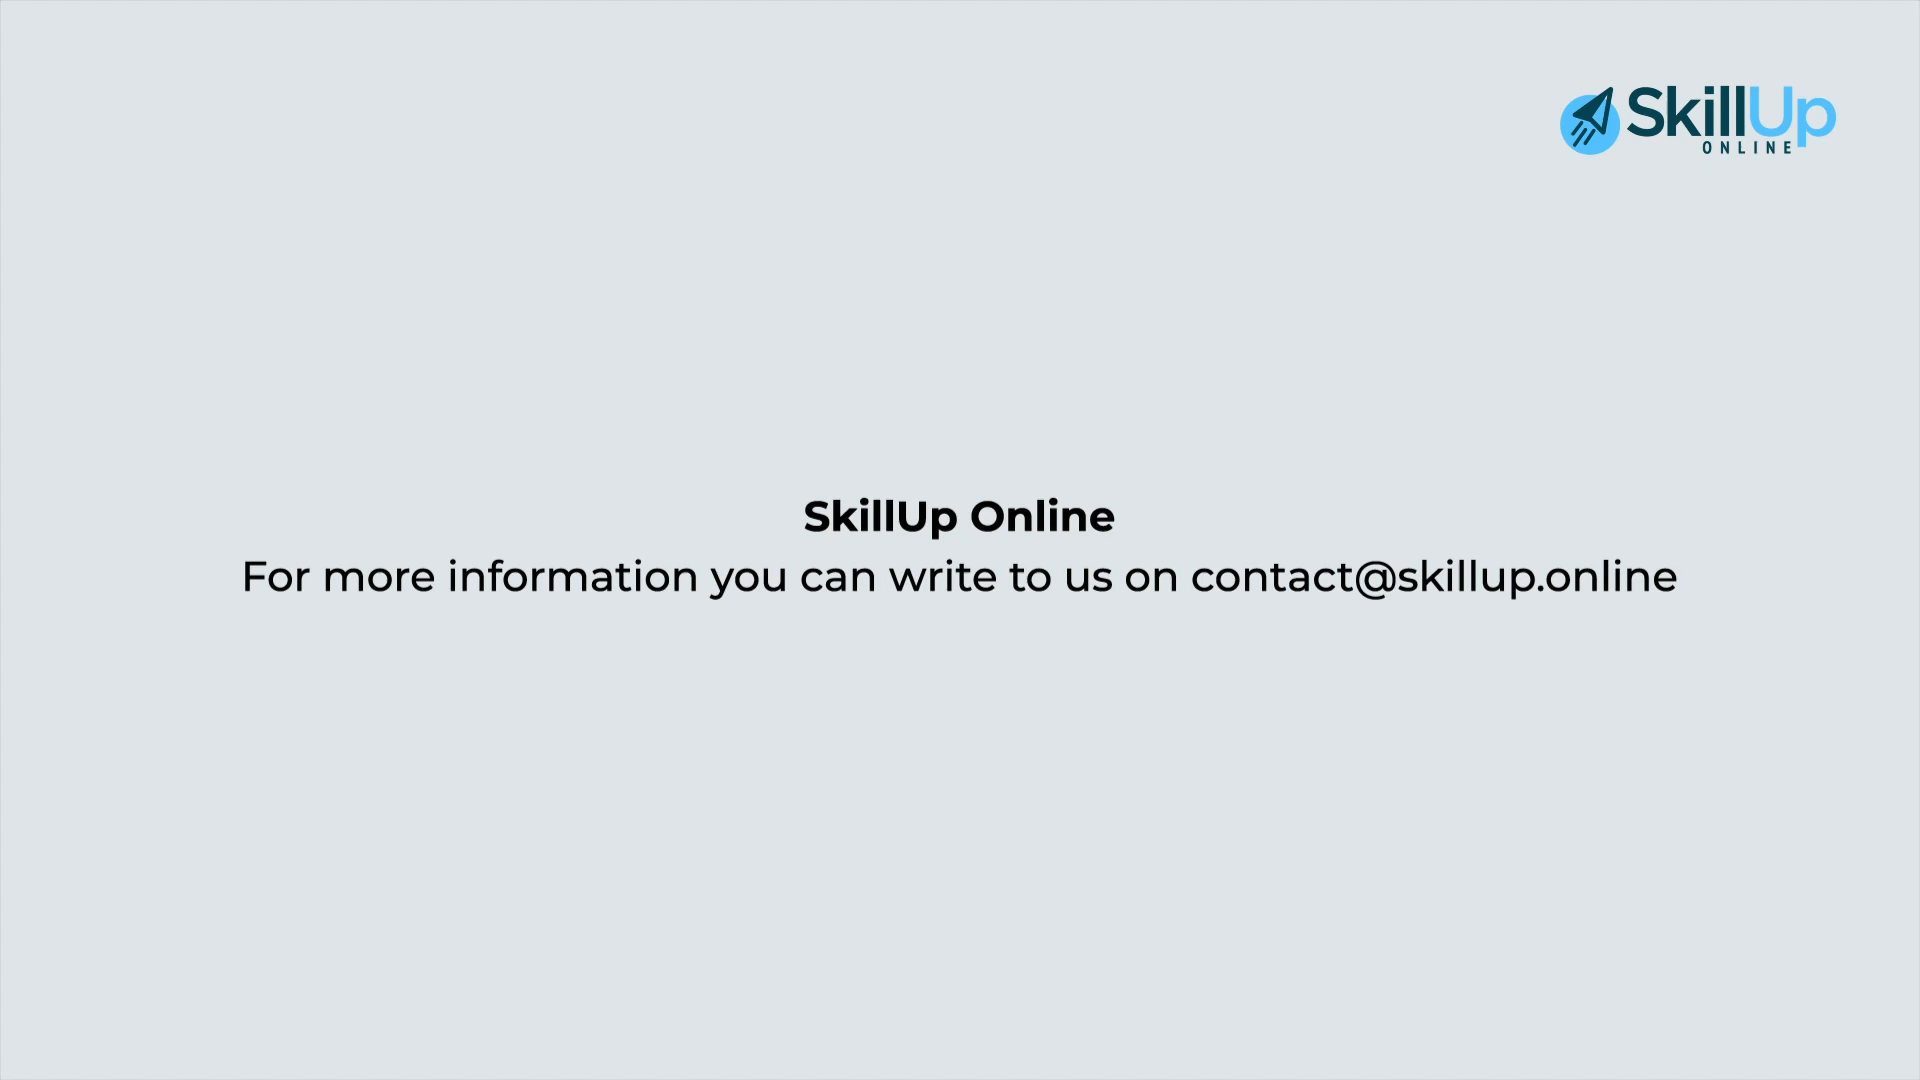 SkillUp
ONLINE
SkillUp Online
For more information you can write to us on contact@skillup.online